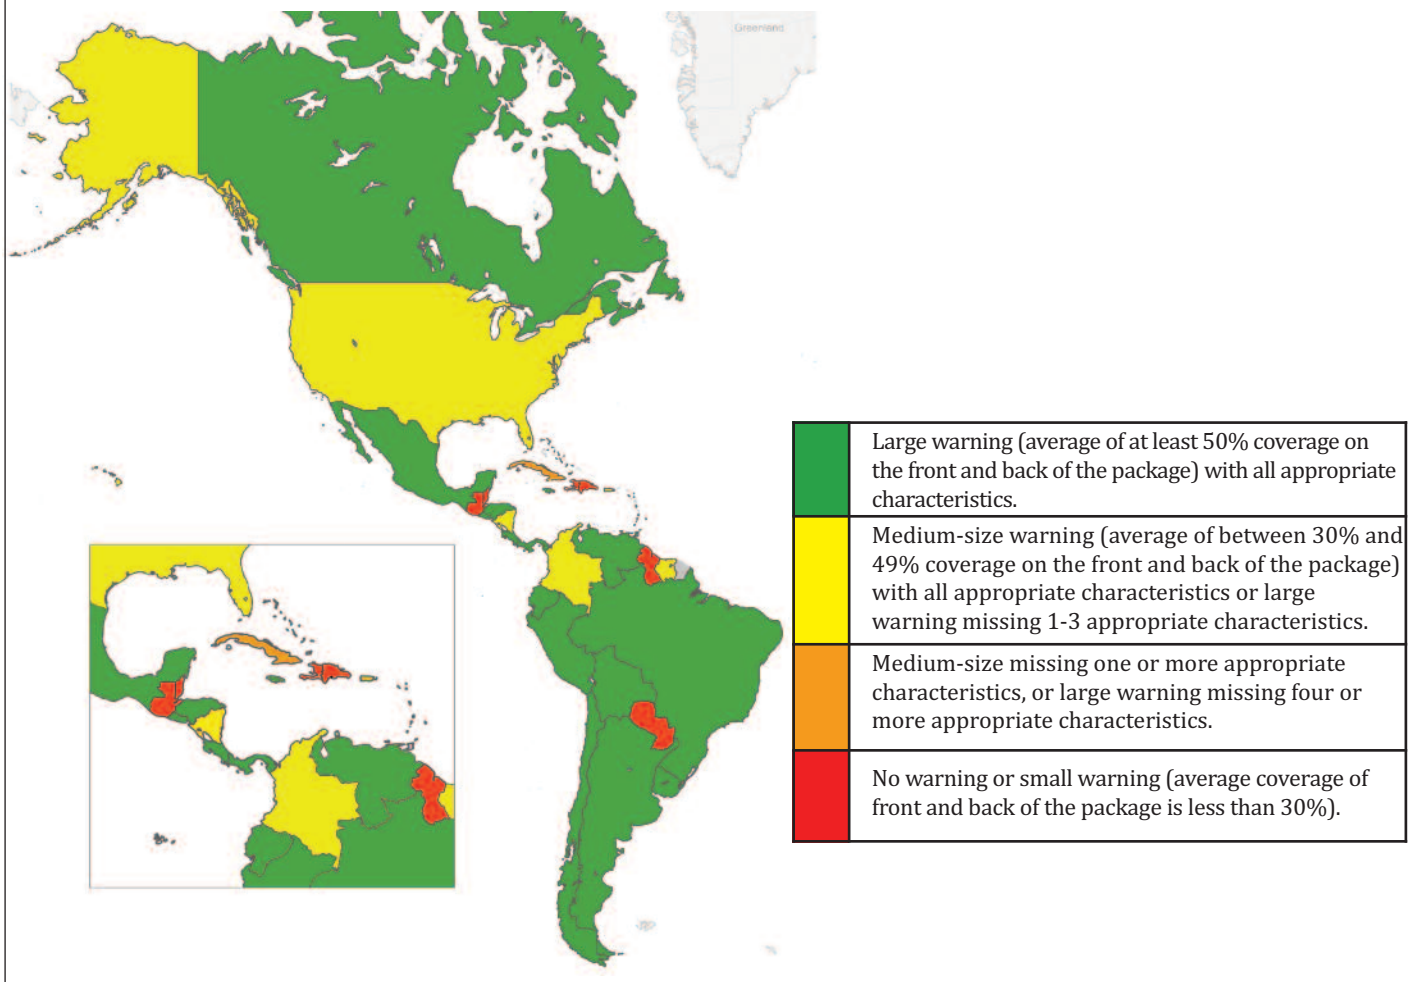 Greenland
Large warning (average of at least 50% coverage on
the front and back of the package) with all appropriate
characteristics.
Medium-size warning (average of between 30% and
49% coverage on the front and back of the package)
with all appropriate characteristics or large
warning missing 1-3 appropriate characteristics.
Medium-size missing one or more appropriate
characteristics, or large warning missing four or
more appropriate characteristics.
No warning or small warning (average coverage of
front and back of the package is less than 30%).